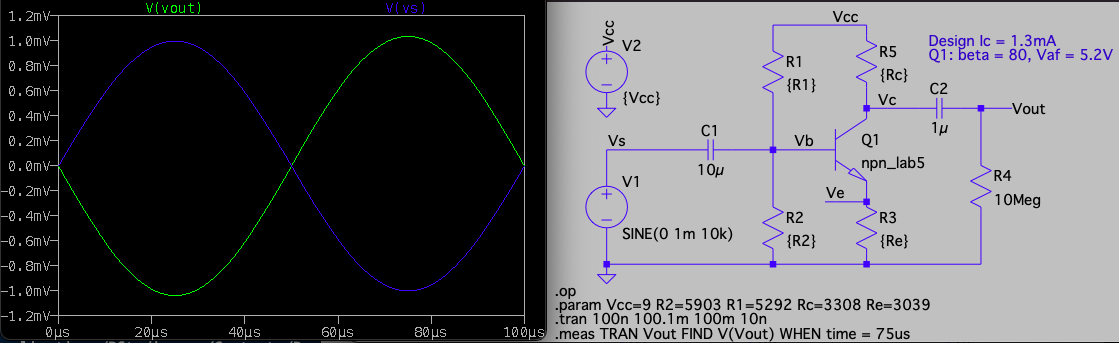 V(vout) V(vs)
1.2mV
1.0mV
0.8mV
0.6mV
0.4mV
0.2mV
0.0mV
-0.2mV
-0.4mV
-0.6mV
-0.8mV
-1.0mV
-1.2mV
0µs 20µs 40µs 60µs 80µs 100µs
Vcc
V2
{Vcc}
Vcc
R1
{R1}
R5
{Rc}
Design Ic = 1.3mA
Q1: beta = 80, Vaf = 5.2V
Vc
C2
1µ
Vout
Vs
C1
10µ
Vb
Q1
npn_lab5
V1
SINE(0 1m 10k)
Ve
R2
{R2}
R3
{Re}
R4
10Meg
.op
.param Vcc=9 R2=5903 R1=5292 Rc=3308 Re=3039
.tran 100n 100.1m 100m 10n
.meas TRAN Vout FIND V(Vout) WHEN time = 75us